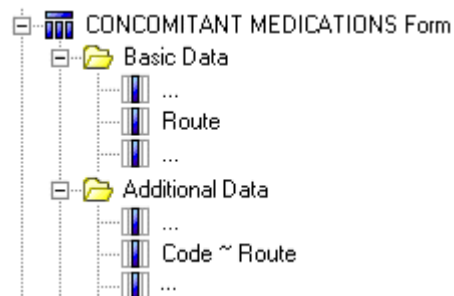 CONCOMITANT MEDICATIONS Form
Basic Data
...
Route
...
Additional Data
...
Code ~ Route
...